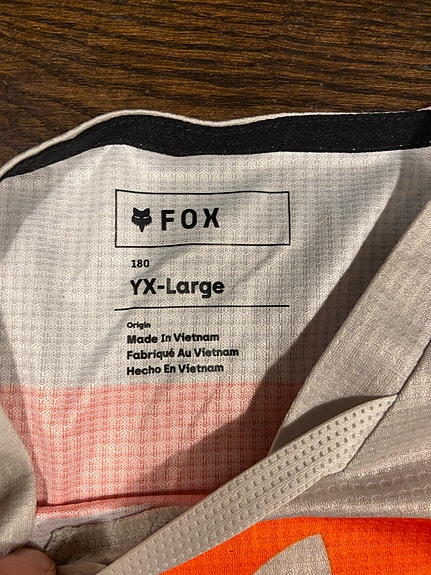 FOX
180
YX-Large
Origin
Made In Vietnam
Fabriqué Au Vietnam
Hecho En Vietnam